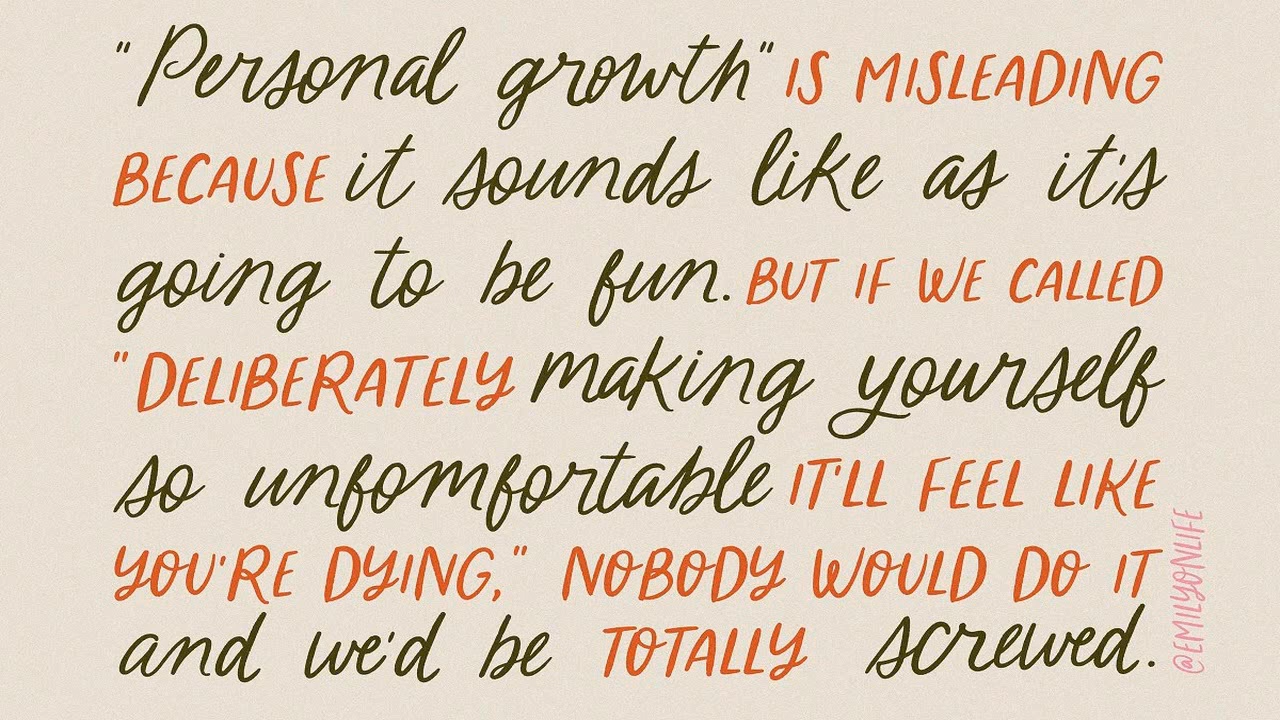 "Personal growth" IS MISLEADING
BECAUSE it sounds like as it's
going to be fun. BUT IF WE CALLED
"DELIBERATELY making yourself
so unfomfortable IT'LL FEEL LIKE
YOU'RE DYING," NOBODY WOULD DO IT
and we'd be TOTALLY screwed.
@EMILYONLIFE